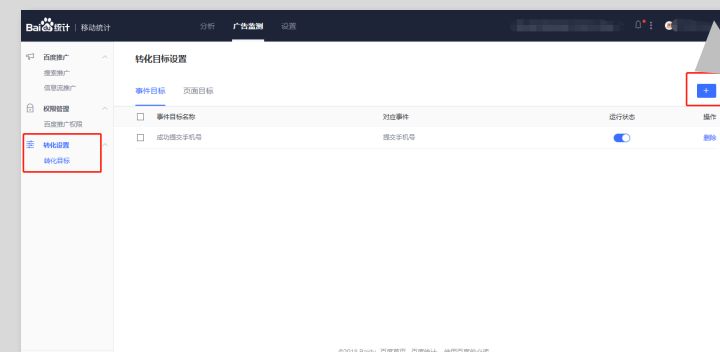 Bai统计 | 移动统计
分析
广告监测
设置
百度推广
搜索推广
信息流推广
权限管理
百度推广权限
转化设置
转化目标
转化目标设置
事件目标
页面目标
+
事件目标名称
对应事件
运行状态
操作
成功提交手机号
提交手机号
删除
©2018 Baidu